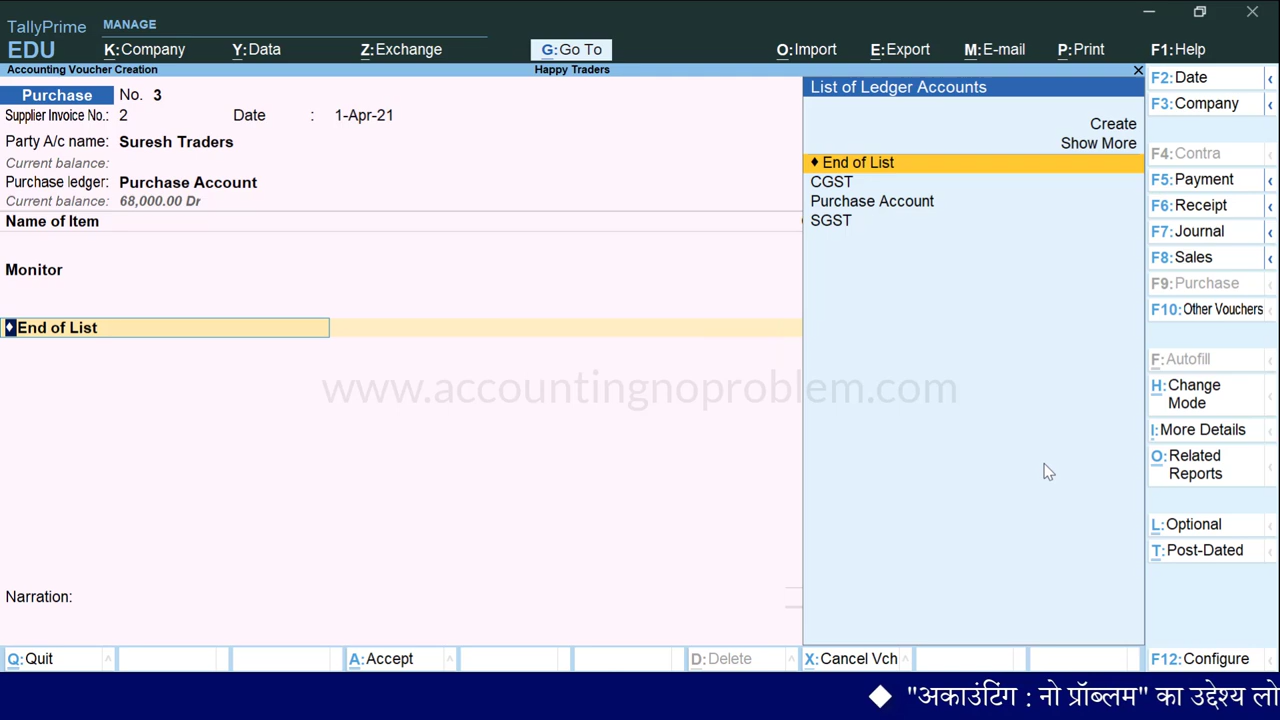 TallyPrime
EDU
MANAGE
K:Company Y:Data Z:Exchange G:Go To O:Import E:Export M:E-mail P:Print F1:Help
Accounting Voucher Creation Happy Traders
Purchase No. 3
Supplier Invoice No.: 2 Date : 1-Apr-21
Party A/c name: Suresh Traders
Current balance:
Purchase ledger: Purchase Account
Current balance: 68,000.00 Dr
Name of Item
Monitor
♦ End of List
Narration:
List of Ledger Accounts
Create
Show More
♦ End of List
CGST
Purchase Account
SGST
F2:Date
F3:Company
F4:Contra
F5:Payment
F6:Receipt
F7:Journal
F8:Sales
F9:Purchase
F10:Other Vouchers
F:Autofill
H:Change
Mode
I:More Details
O:Related
Reports
L:Optional
T:Post-Dated
www.accountingnoproblem.com
Q:Quit A:Accept D:Delete X:Cancel Vch F12:Configure
◆ "अकाउंटिंग : नो प्रॉब्लम" का उद्देश्य लो